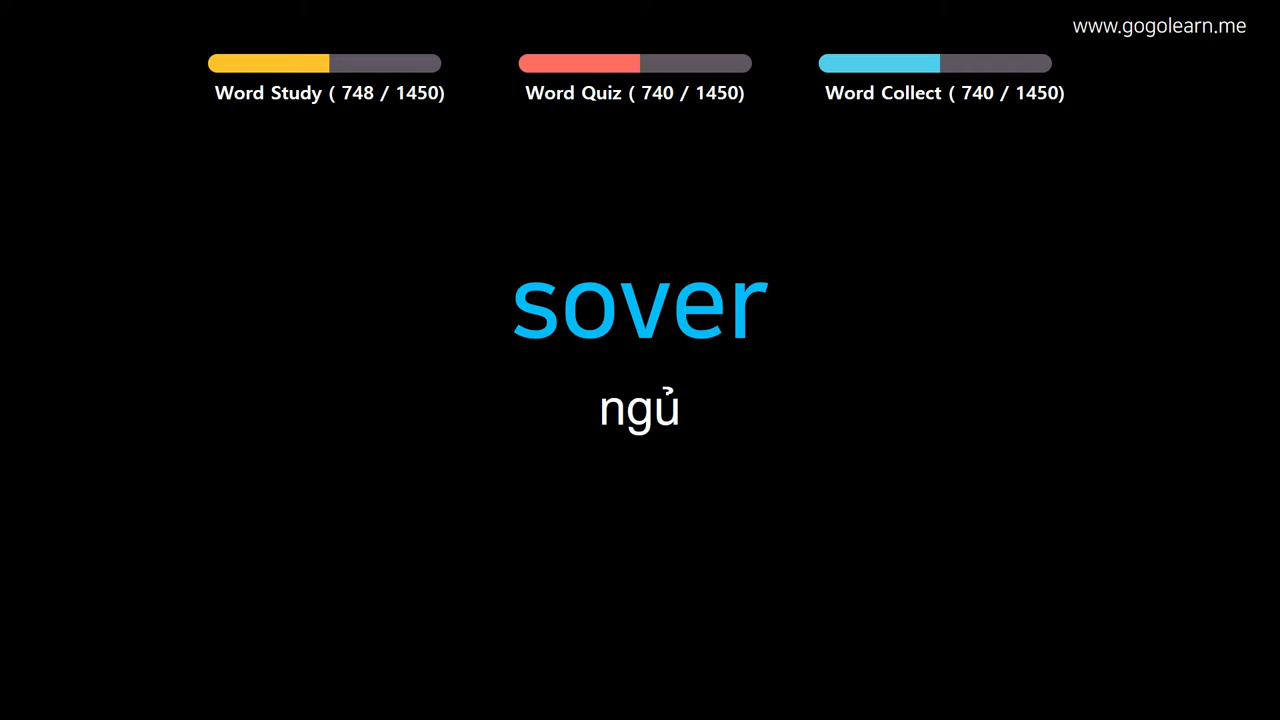 www.gogolearn.me
Word Study ( 748 / 1450)
Word Quiz ( 740 / 1450)
Word Collect ( 740 / 1450)
sover
ngủ